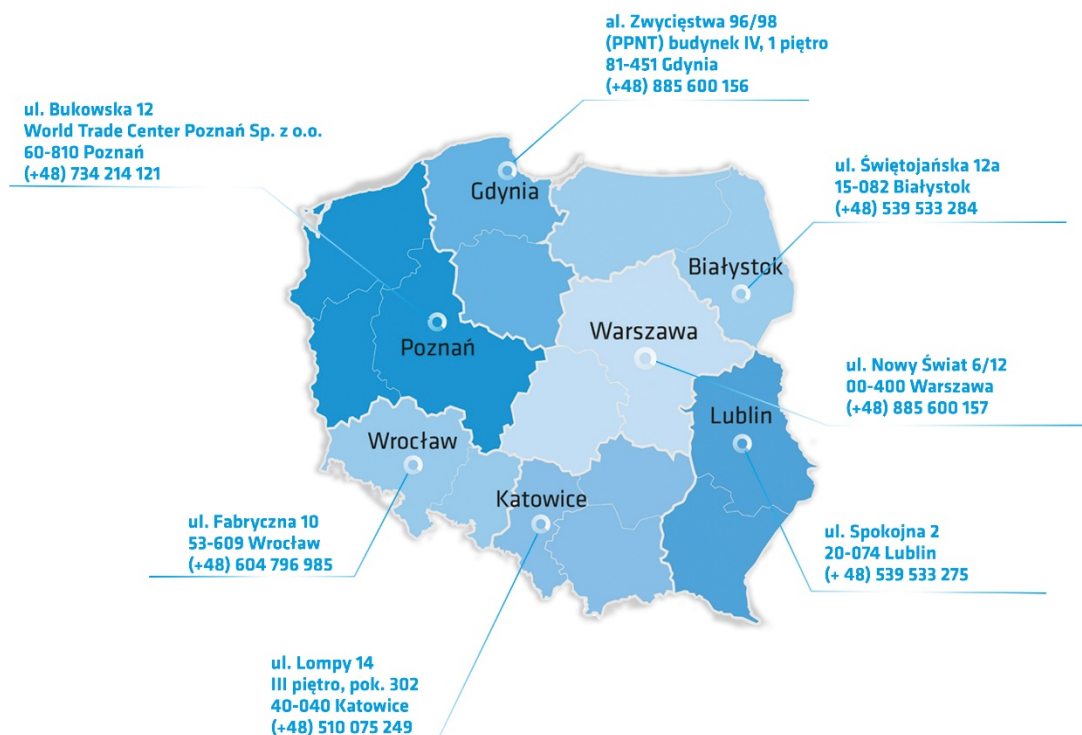 al. Zwycięstwa 96/98
(PPNT) budynek IV, 1 piętro
81-451 Gdynia
(+48) 885 600 156
ul. Bukowska 12
World Trade Center Poznań Sp. z o.o.
60-810 Poznań
(+48) 734 214 121
ul. Świętojańska 12a
15-082 Białystok
(+48) 539 533 284
Gdynia
Białystok
Warszawa
Poznań
ul. Nowy Świat 6/12
00-400 Warszawa
(+48) 885 600 157
Lublin
Wrocław
Katowice
ul. Fabryczna 10
53-609 Wrocław
(+48) 604 796 985
ul. Spokojna 2
20-074 Lublin
(+ 48) 539 533 275
ul. Lompy 14
III piętro, pok. 302
40-040 Katowice
(+48) 510 075 249